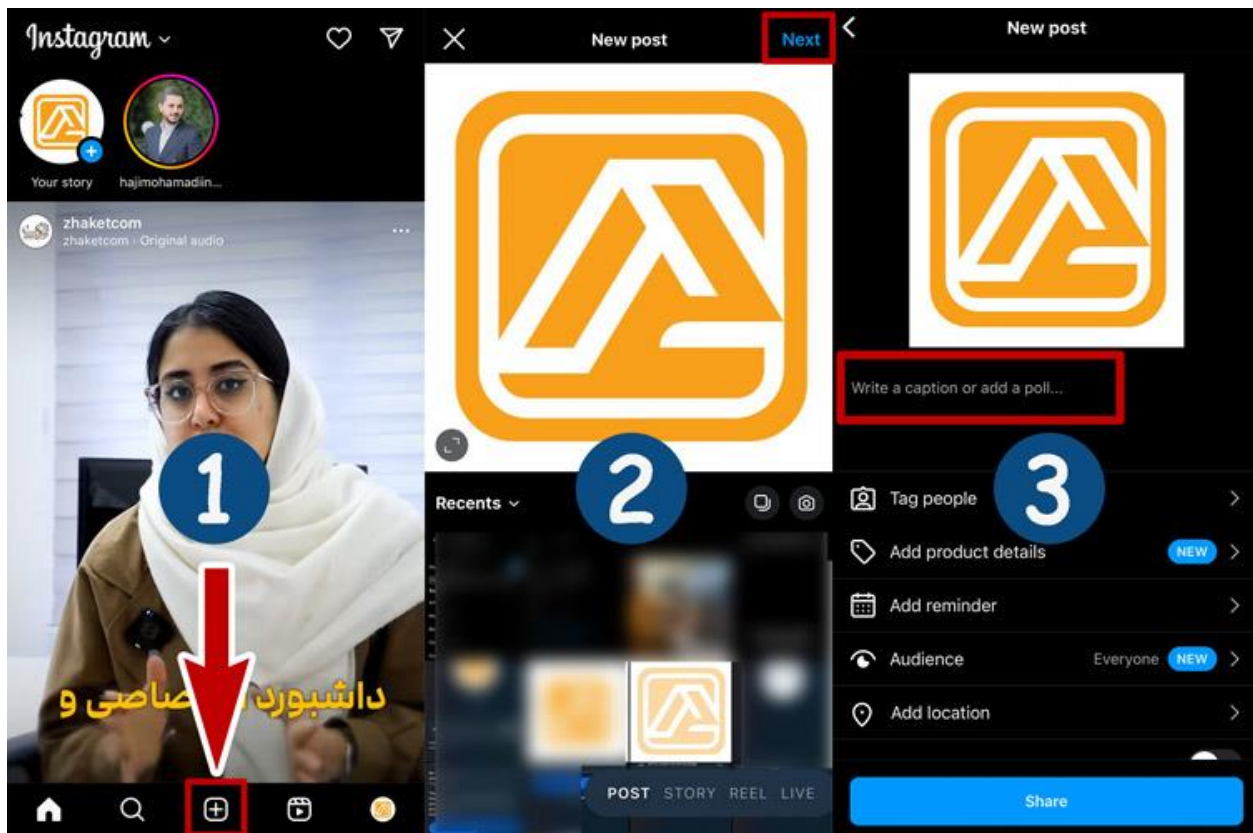 Instagram
Your story
hajimohamadiin...
zhaketcom
zhaketcom · Original audio
1
داشبورد
صاصی و
New post
Next
Recents
2
POST STORY REEL LIVE
New post
Write a caption or add a poll...
3
Tag people
Add product details NEW
Add reminder
Audience Everyone NEW
Add location
Share